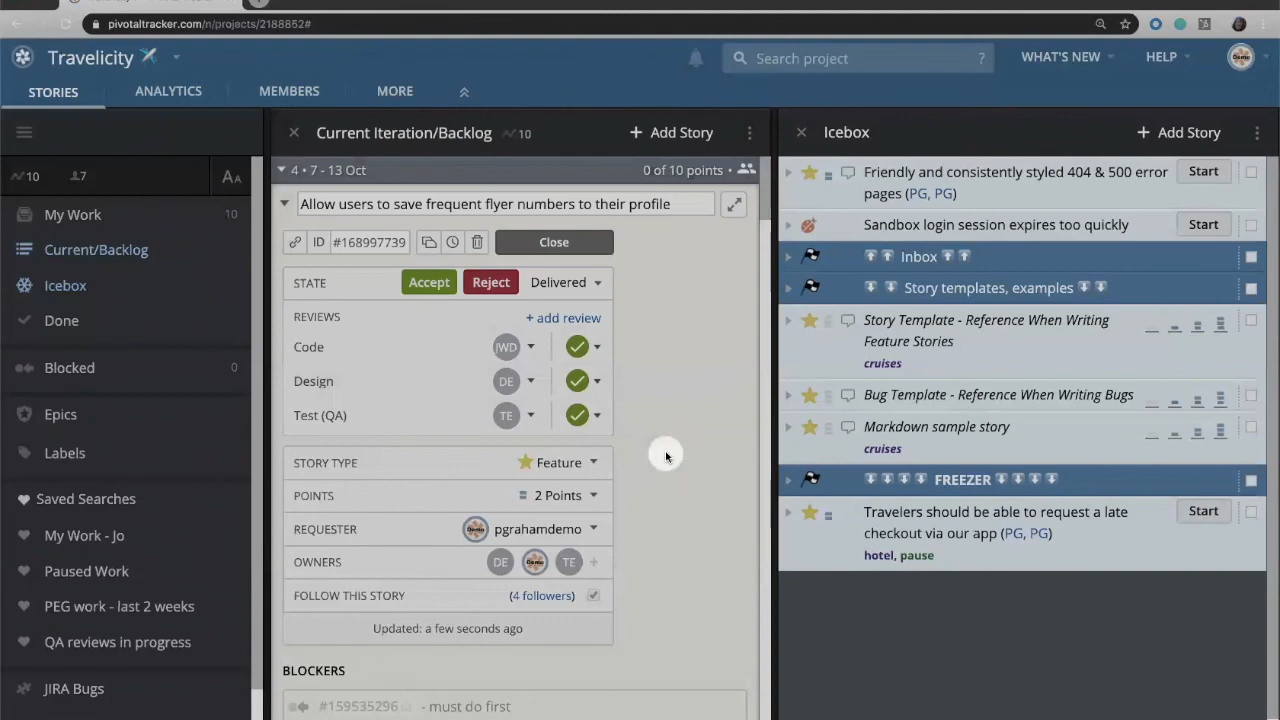 pivotaltracker.com/n/projects/2188852#
Travelicity
Search project
?
WHAT'S NEW
HELP
Demo
STORIES
ANALYTICS
MEMBERS
MORE
10
7
AA
My Work
10
Current/Backlog
Icebox
Done
Blocked
0
Epics
Labels
Saved Searches
My Work - Jo
Paused Work
PEG work - last 2 weeks
QA reviews in progress
JIRA Bugs
Current Iteration/Backlog
10
+ Add Story
4 • 7 - 13 Oct
0 of 10 points •
Allow users to save frequent flyer numbers to their profile
ID
#168997739
Close
STATE
Accept
Reject
Delivered
REVIEWS
+ add review
Code
JWD
Design
DE
Test (QA)
TE
STORY TYPE
Feature
POINTS
2 Points
REQUESTER
Demo
pgrahamdemo
OWNERS
DE
Demo
TE
+
FOLLOW THIS STORY
(4 followers)
Updated: a few seconds ago
BLOCKERS
#159535296 - must do first
Icebox
+ Add Story
Friendly and consistently styled 404 & 500 error
pages (PG, PG)
Start
Sandbox login session expires too quickly
Start
Inbox
Story templates, examples
Story Template - Reference When Writing
Feature Stories
cruises
Bug Template - Reference When Writing Bugs
Markdown sample story
cruises
FREEZER
Travelers should be able to request a late
checkout via our app (PG, PG)
hotel, pause
Start